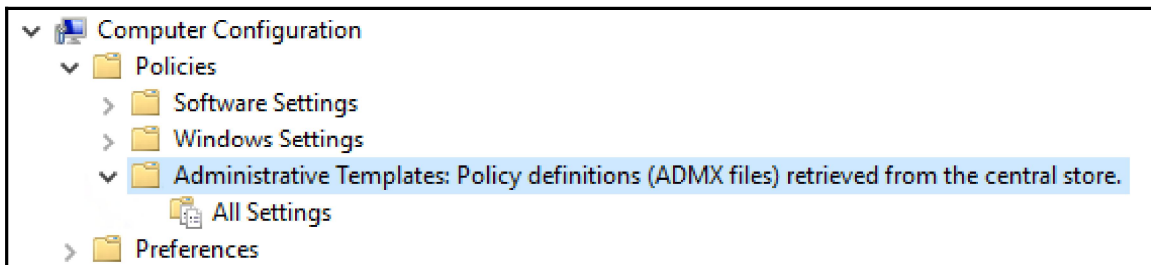 Computer Configuration
Policies
Software Settings
Windows Settings
Administrative Templates: Policy definitions (ADMX files) retrieved from the central store.
All Settings
Preferences